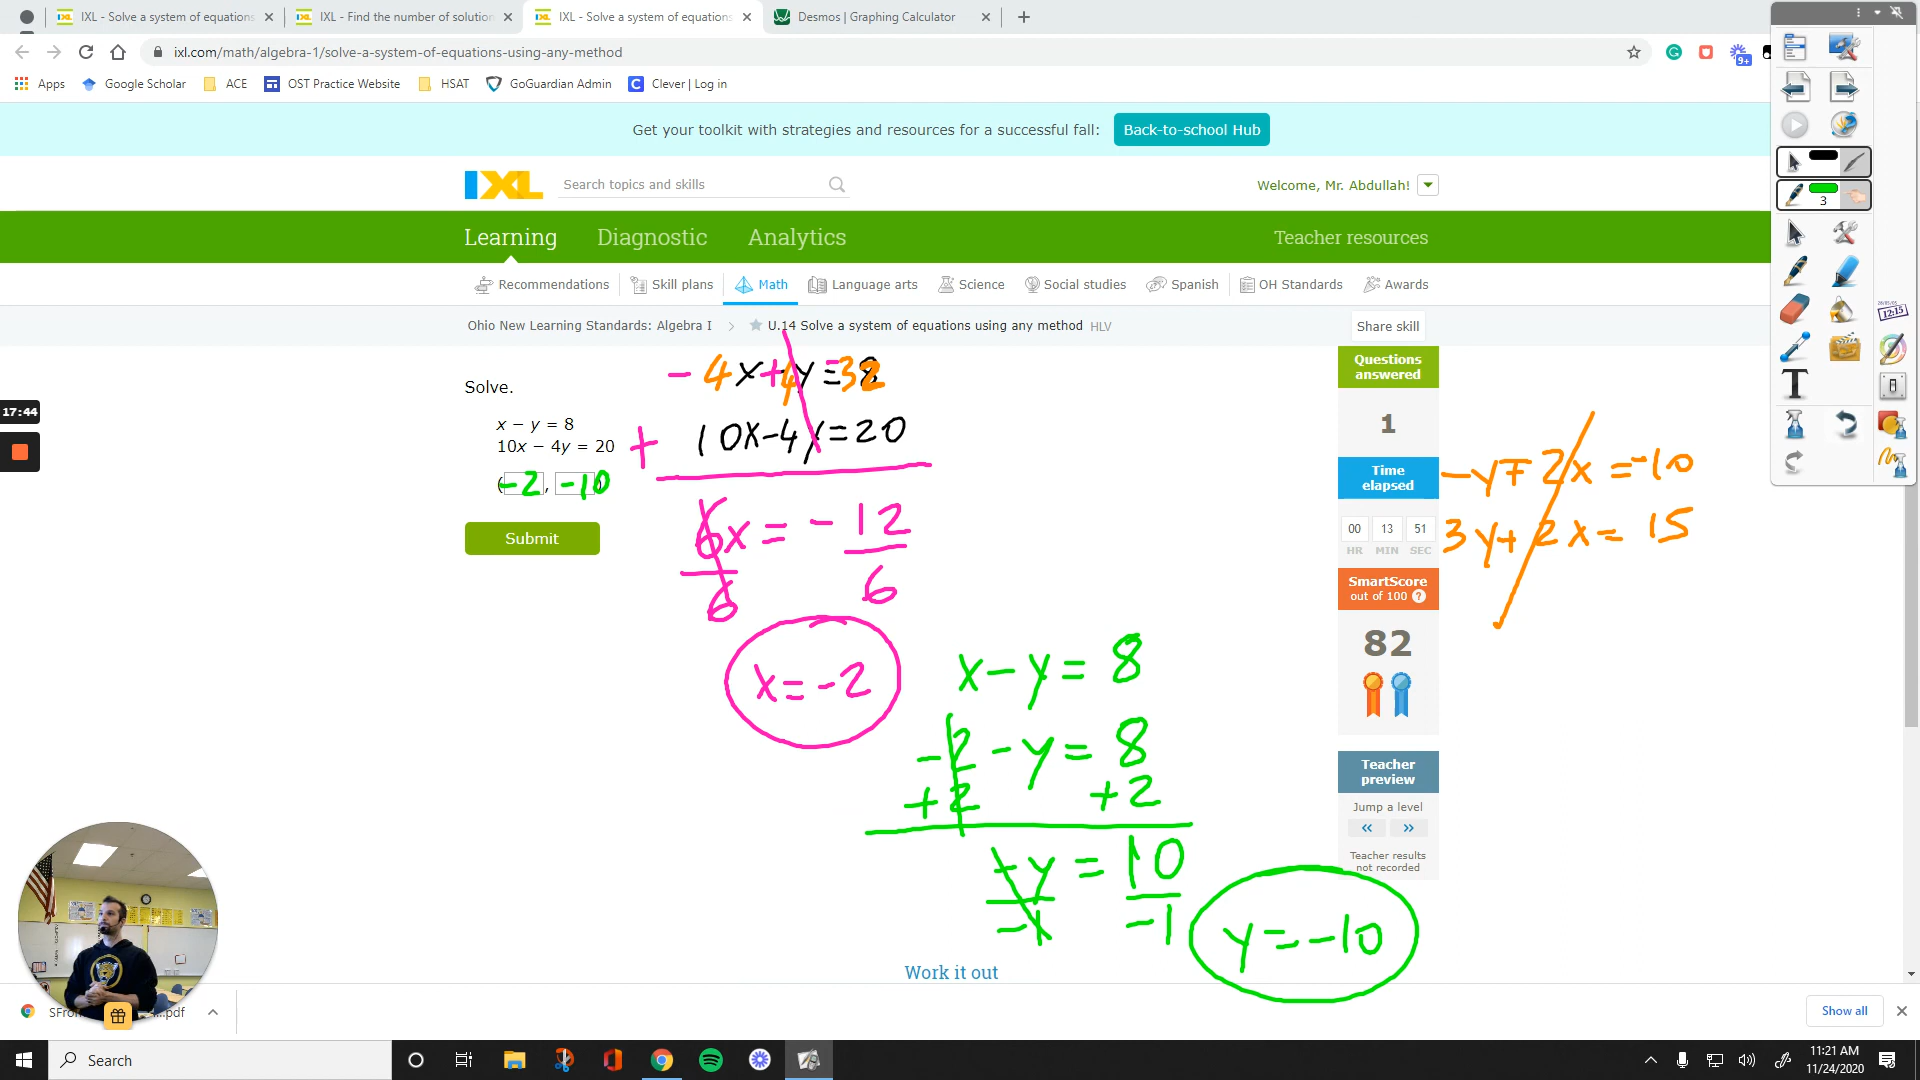 IXL - Solve a system of equations
IXL - Find the number of solution
IXL - Solve a system of equations
Desmos | Graphing Calculator
ixl.com/math/algebra-1/solve-a-system-of-equations-using-any-method
9+
Apps
Google Scholar
ACE
OST Practice Website
HSAT
GoGuardian Admin
Clever | Log in
Get your toolkit with strategies and resources for a successful fall:
Back-to-school Hub
IXL
Search topics and skills
Welcome, Mr. Abdullah!
Learning
Diagnostic
Analytics
Teacher resources
Recommendations
Skill plans
Math
Language arts
Science
Social studies
Spanish
OH Standards
Awards
Ohio New Learning Standards: Algebra I
U.14 Solve a system of equations using any method
HLV
Share skill
Solve.
x − y = 8
10x − 4y = 20
(-2, -10)
Submit
-4x+4y=-32
+ 10x-4y=20
6x = -12
6 6
x = -2
x - y = 8
-2 - y = 8
+2 +2
-y = 10
-1 -1
y = -10
Questions
answered
1
Time
elapsed
00 13 51
HR MIN SEC
SmartScore
out of 100 ?
82
Teacher
preview
Jump a level
<< >>
Teacher results
not recorded
-y+2x=-10
3y+2x=15
Work it out
17:44
3
12:15
T
.pdf
Show all
Search
11:21 AM
11/24/2020